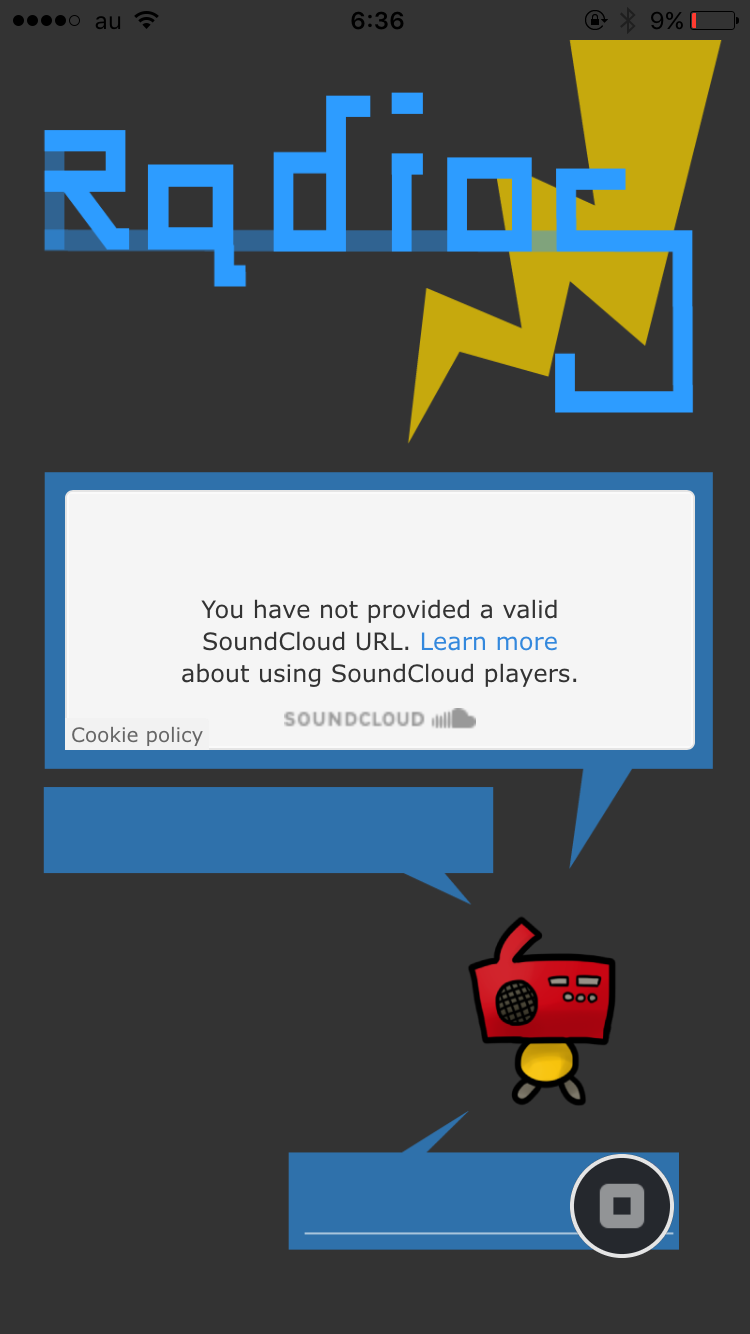 au 6:36 9%
Radios
You have not provided a valid
SoundCloud URL. Learn more
about using SoundCloud players.
SOUNDCLOUD
Cookie policy